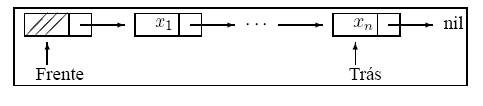 x₁ · · · xₙ nil
Frente Trás